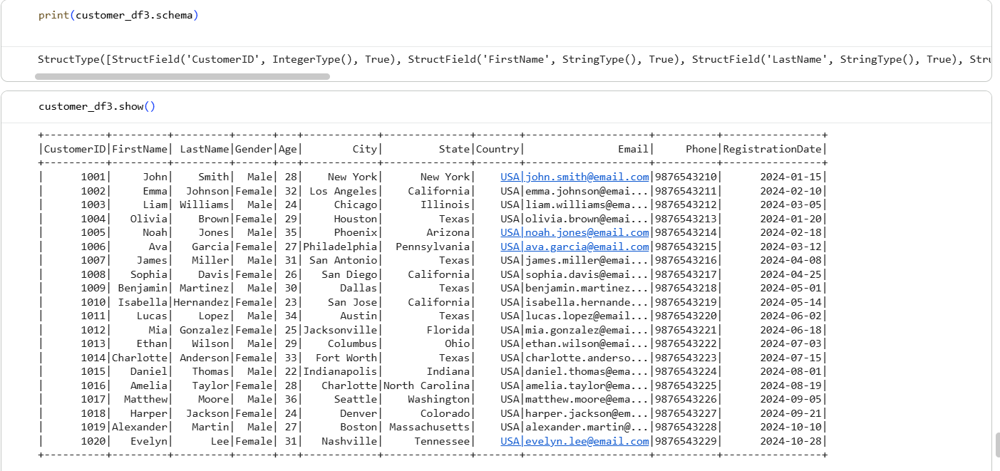 print(customer_df3.schema)
StructType([StructField('CustomerID', IntegerType(), True), StructField('FirstName', StringType(), True), StructField('LastName', StringType(), True), Stru
customer_df3.show()
+----------+---------+---------+------+---+------------+--------------+-------+--------------------+----------+----------------+
|CustomerID|FirstName| LastName|Gender|Age|        City|         State|Country|               Email|     Phone|RegistrationDate|
+----------+---------+---------+------+---+------------+--------------+-------+--------------------+----------+----------------+
|      1001|     John|    Smith|  Male| 28|    New York|      New York|    USA|john.smith@email.com|9876543210|      2024-01-15|
|      1002|     Emma|  Johnson|Female| 32| Los Angeles|    California|    USA|emma.johnson@emai...|9876543211|      2024-02-10|
|      1003|     Liam| Williams|  Male| 24|     Chicago|      Illinois|    USA|liam.williams@ema...|9876543212|      2024-03-05|
|      1004|   Olivia|    Brown|Female| 29|     Houston|         Texas|    USA|olivia.brown@emai...|9876543213|      2024-01-20|
|      1005|     Noah|    Jones|  Male| 35|     Phoenix|       Arizona|    USA|noah.jones@email.com|9876543214|      2024-02-18|
|      1006|      Ava|   Garcia|Female| 27|Philadelphia|  Pennsylvania|    USA|ava.garcia@email.com|9876543215|      2024-03-12|
|      1007|    James|   Miller|  Male| 31| San Antonio|         Texas|    USA|james.miller@emai...|9876543216|      2024-04-08|
|      1008|   Sophia|    Davis|Female| 26|   San Diego|    California|    USA|sophia.davis@emai...|9876543217|      2024-04-25|
|      1009| Benjamin| Martinez|  Male| 30|      Dallas|         Texas|    USA|benjamin.martinez...|9876543218|      2024-05-01|
|      1010| Isabella|Hernandez|Female| 23|    San Jose|    California|    USA|isabella.hernande...|9876543219|      2024-05-14|
|      1011|    Lucas|    Lopez|  Male| 34|      Austin|         Texas|    USA|lucas.lopez@email...|9876543220|      2024-06-02|
|      1012|      Mia| Gonzalez|Female| 25|Jacksonville|       Florida|    USA|mia.gonzalez@emai...|9876543221|      2024-06-18|
|      1013|    Ethan|   Wilson|  Male| 29|    Columbus|          Ohio|    USA|ethan.wilson@emai...|9876543222|      2024-07-03|
|      1014|Charlotte| Anderson|Female| 33|  Fort Worth|         Texas|    USA|charlotte.anderso...|9876543223|      2024-07-15|
|      1015|   Daniel|   Thomas|  Male| 22|Indianapolis|       Indiana|    USA|daniel.thomas@ema...|9876543224|      2024-08-01|
|      1016|   Amelia|   Taylor|Female| 28|   Charlotte|North Carolina|    USA|amelia.taylor@ema...|9876543225|      2024-08-19|
|      1017|  Matthew|    Moore|  Male| 36|     Seattle|    Washington|    USA|matthew.moore@ema...|9876543226|      2024-09-05|
|      1018|   Harper|  Jackson|Female| 24|      Denver|      Colorado|    USA|harper.jackson@em...|9876543227|      2024-09-21|
|      1019|Alexander|   Martin|  Male| 27|      Boston| Massachusetts|    USA|alexander.martin@...|9876543228|      2024-10-10|
|      1020|   Evelyn|      Lee|Female| 31|   Nashville|     Tennessee|    USA|evelyn.lee@email.com|9876543229|      2024-10-28|
+----------+---------+---------+------+---+------------+--------------+-------+--------------------+----------+----------------+